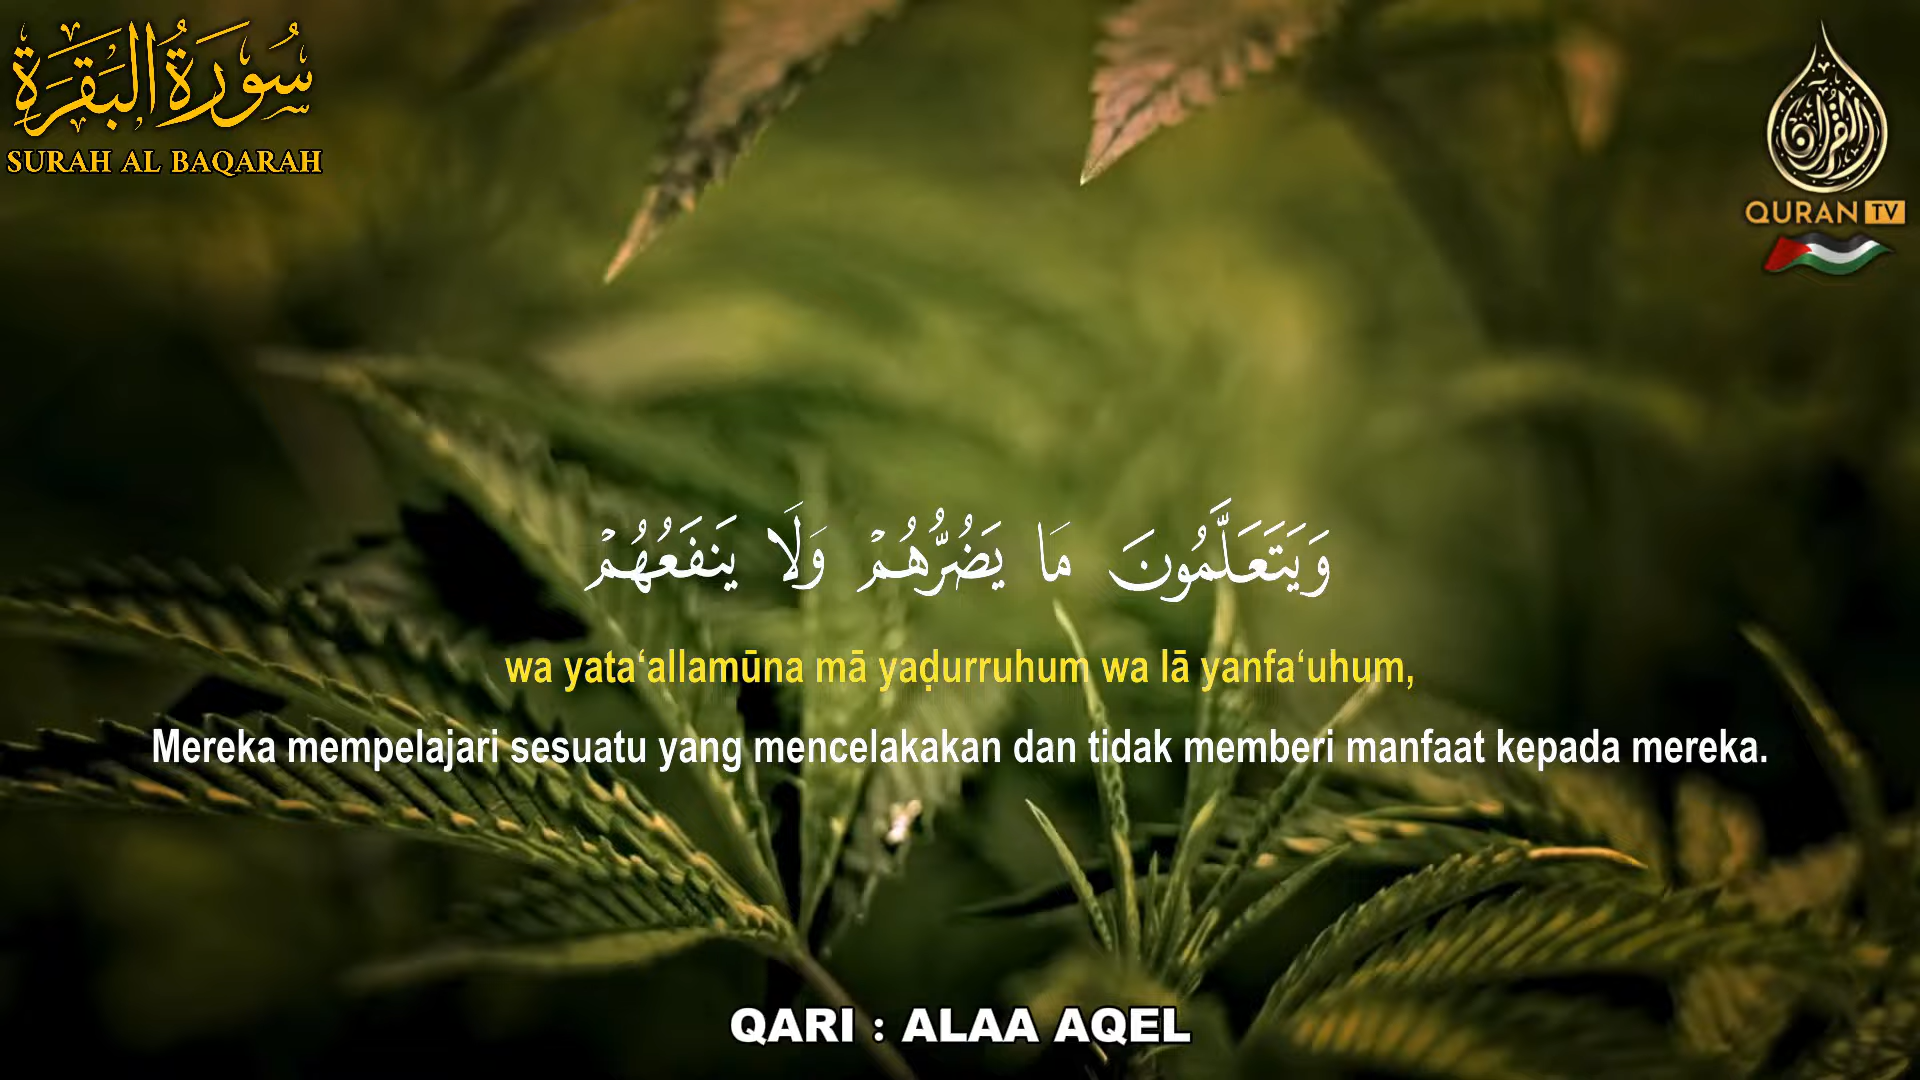 سُورَةُ البَقَرَةِ
SURAH AL BAQARAH
القرآن
QURAN TV
وَيَتَعَلَّمُونَ مَا يَضُرُّهُمْ وَلَا يَنفَعُهُمْ
wa yata‘allamūna mā yaḍurruhum wa lā yanfa‘uhum,
Mereka mempelajari sesuatu yang mencelakakan dan tidak memberi manfaat kepada mereka.
QARI : ALAA AQEL